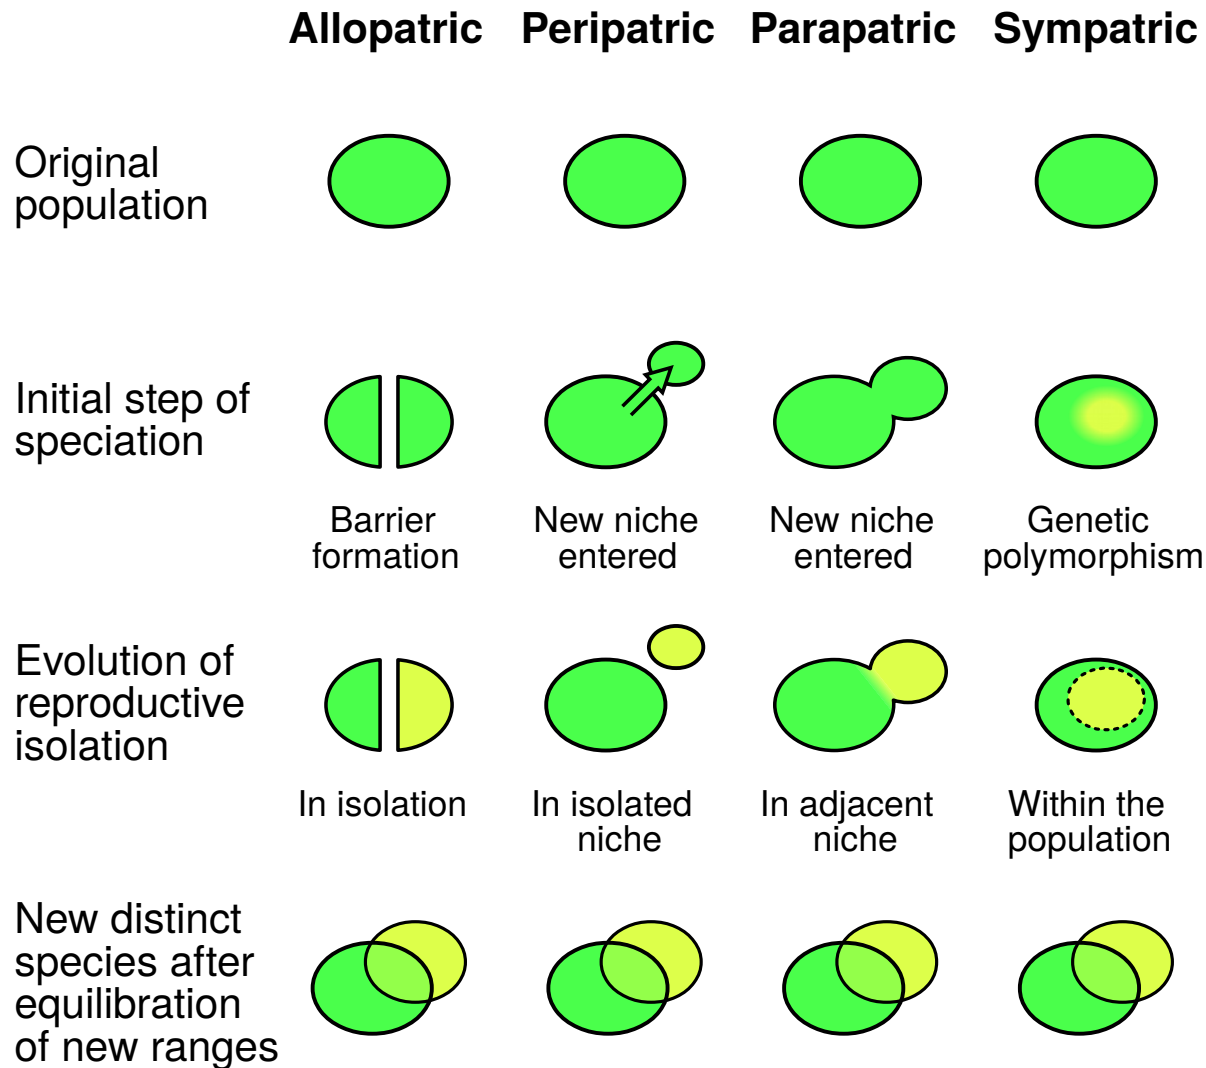 Allopatric Peripatric Parapatric Sympatric
Original
population
Initial step of
speciation
Barrier
formation
New niche
entered
New niche
entered
Genetic
polymorphism
Evolution of
reproductive
isolation
In isolation
In isolated
niche
In adjacent
niche
Within the
population
New distinct
species after
equilibration
of new ranges